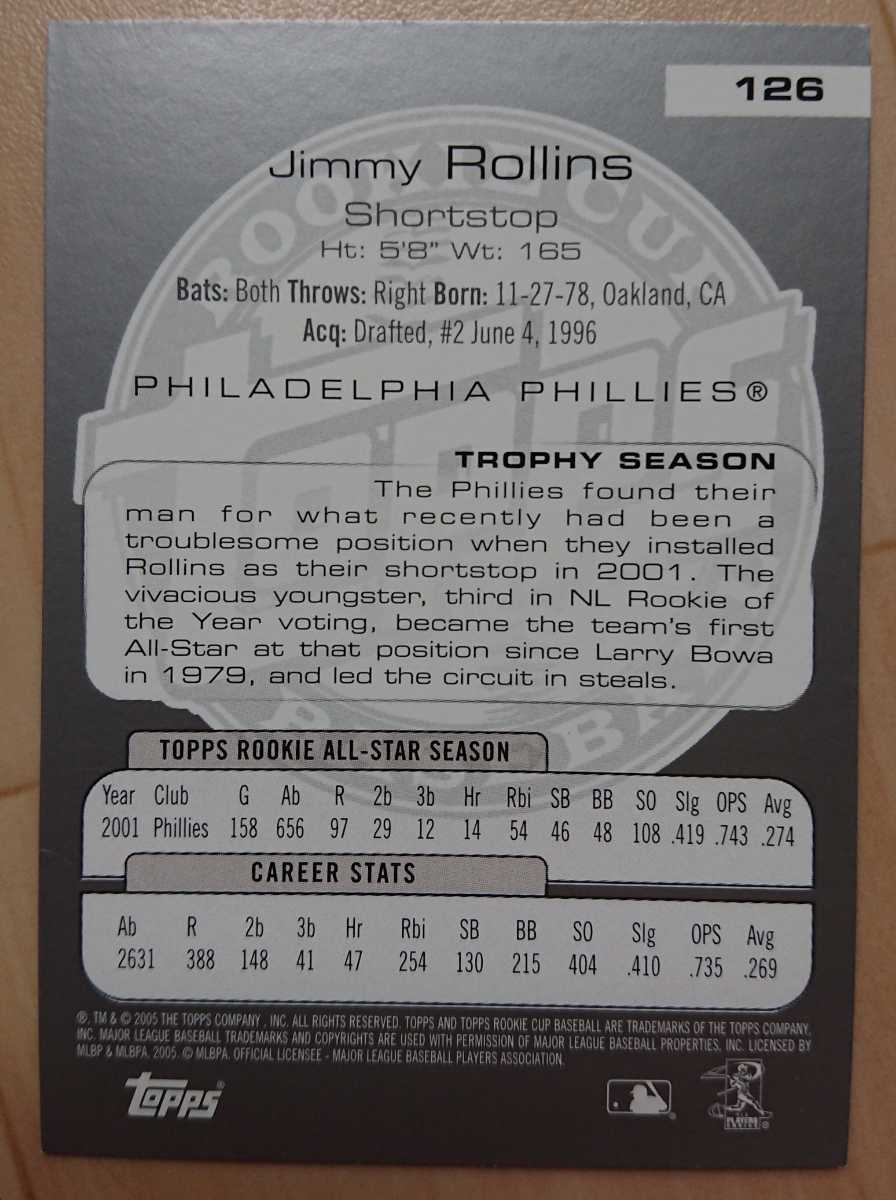 126
Jimmy Rollins
Shortstop
Ht: 5'8" Wt: 165
Bats: Both Throws: Right Born: 11-27-78, Oakland, CA
Acq: Drafted, #2 June 4, 1996
PHILADELPHIA PHILLIES®
ROOKIE CUP
TOPPS
BASEBALL
TROPHY SEASON
The Phillies found their
man for what recently had been a
troublesome position when they installed
Rollins as their shortstop in 2001. The
vivacious youngster, third in NL Rookie of
the Year voting, became the team's first
All-Star at that position since Larry Bowa
in 1979, and led the circuit in steals.
TOPPS ROOKIE ALL-STAR SEASON
Year Club G Ab R 2b 3b Hr Rbi SB BB SO Slg OPS Avg
2001 Phillies 158 656 97 29 12 14 54 46 48 108 .419 .743 .274
CAREER STATS
Ab R 2b 3b Hr Rbi SB BB SO Slg OPS Avg
2631 388 148 41 47 254 130 215 404 .410 .735 .269
®, TM & © 2005 THE TOPPS COMPANY, INC. ALL RIGHTS RESERVED. TOPPS AND TOPPS ROOKIE CUP BASEBALL ARE TRADEMARKS OF THE TOPPS COMPANY,
INC. MAJOR LEAGUE BASEBALL TRADEMARKS AND COPYRIGHTS ARE USED WITH PERMISSION OF MAJOR LEAGUE BASEBALL PROPERTIES, INC. LICENSED BY
MLBP & MLBPA, 2005. © MLBPA. OFFICIAL LICENSEE - MAJOR LEAGUE BASEBALL PLAYERS ASSOCIATION.
Topps®
PLAYERS
CHOICE